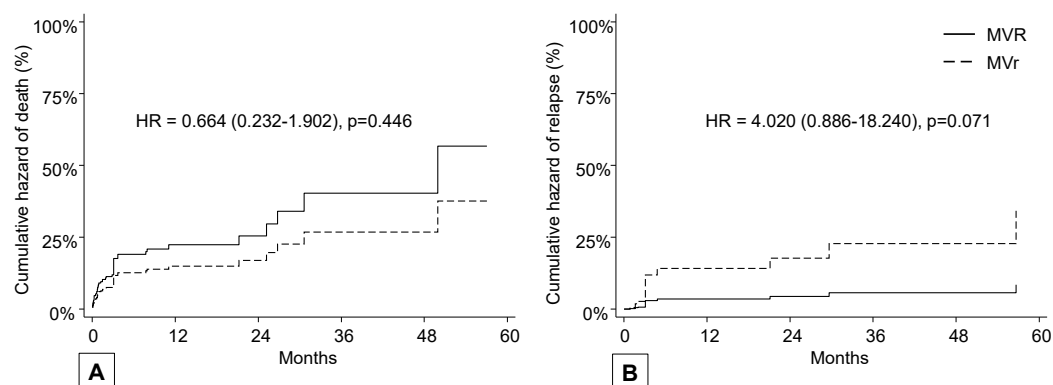 Cumulative hazard of death (%)
100%
75%
50%
25%
0%
HR = 0.664 (0.232-1.902), p=0.446
0 12 24 36 48 60
Months
A
Cumulative hazard of relapse (%)
100%
75%
50%
25%
0%
MVR
MVr
HR = 4.020 (0.886-18.240), p=0.071
0 12 24 36 48 60
Months
B